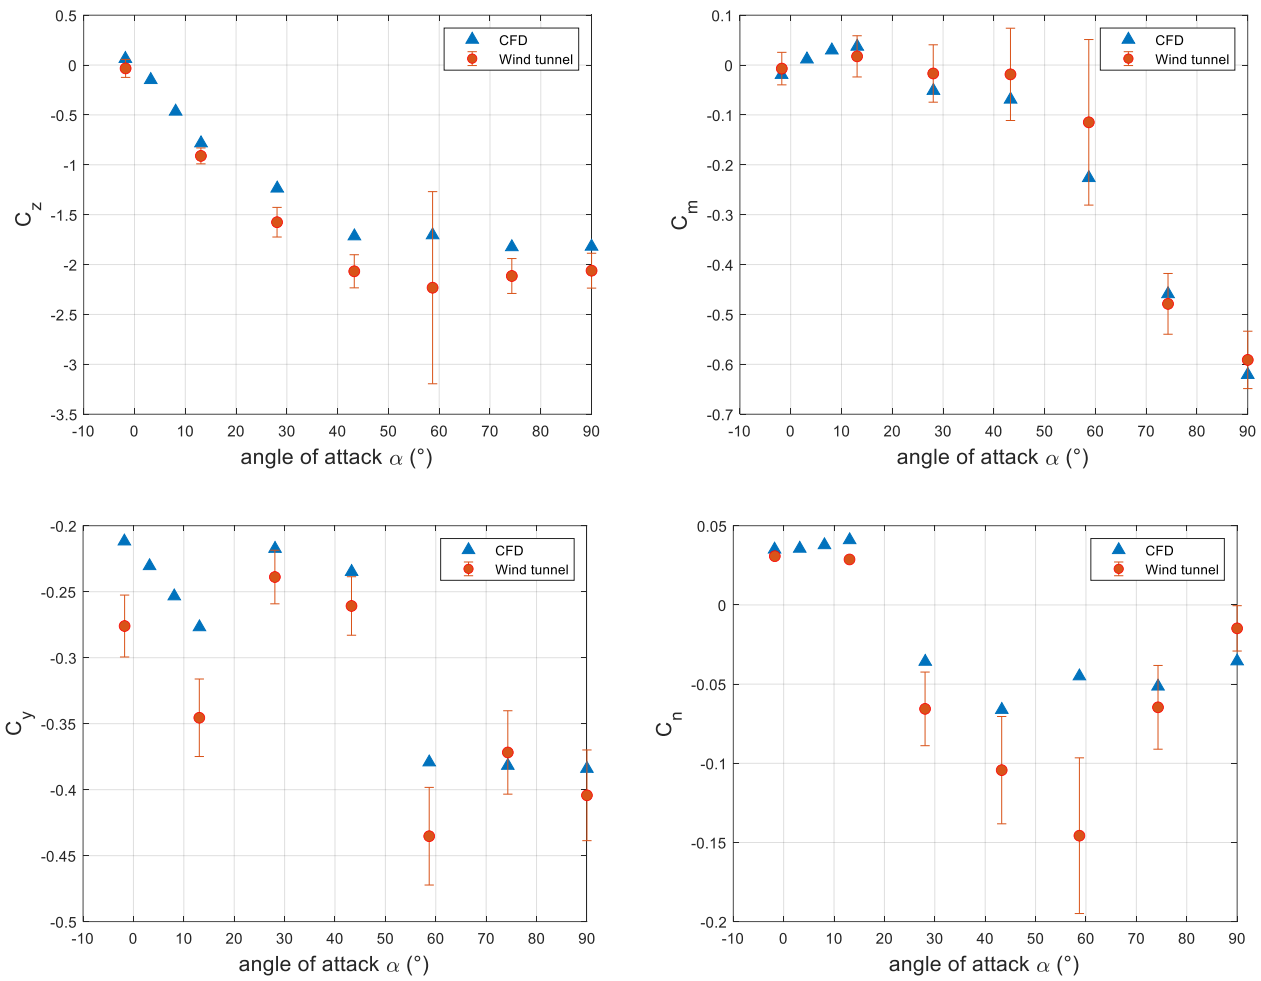 0.5
0
-0.5
-1
-1.5
-2
-2.5
-3
-3.5
C_z
-10 0 10 20 30 40 50 60 70 80 90
angle of attack α (°)
CFD
Wind tunnel
0.1
0
-0.1
-0.2
-0.3
-0.4
-0.5
-0.6
-0.7
C_m
-10 0 10 20 30 40 50 60 70 80 90
angle of attack α (°)
CFD
Wind tunnel
-0.2
-0.25
-0.3
-0.35
-0.4
-0.45
-0.5
C_y
-10 0 10 20 30 40 50 60 70 80 90
angle of attack α (°)
CFD
Wind tunnel
0.05
0
-0.05
-0.1
-0.15
-0.2
C_n
-10 0 10 20 30 40 50 60 70 80 90
angle of attack α (°)
CFD
Wind tunnel